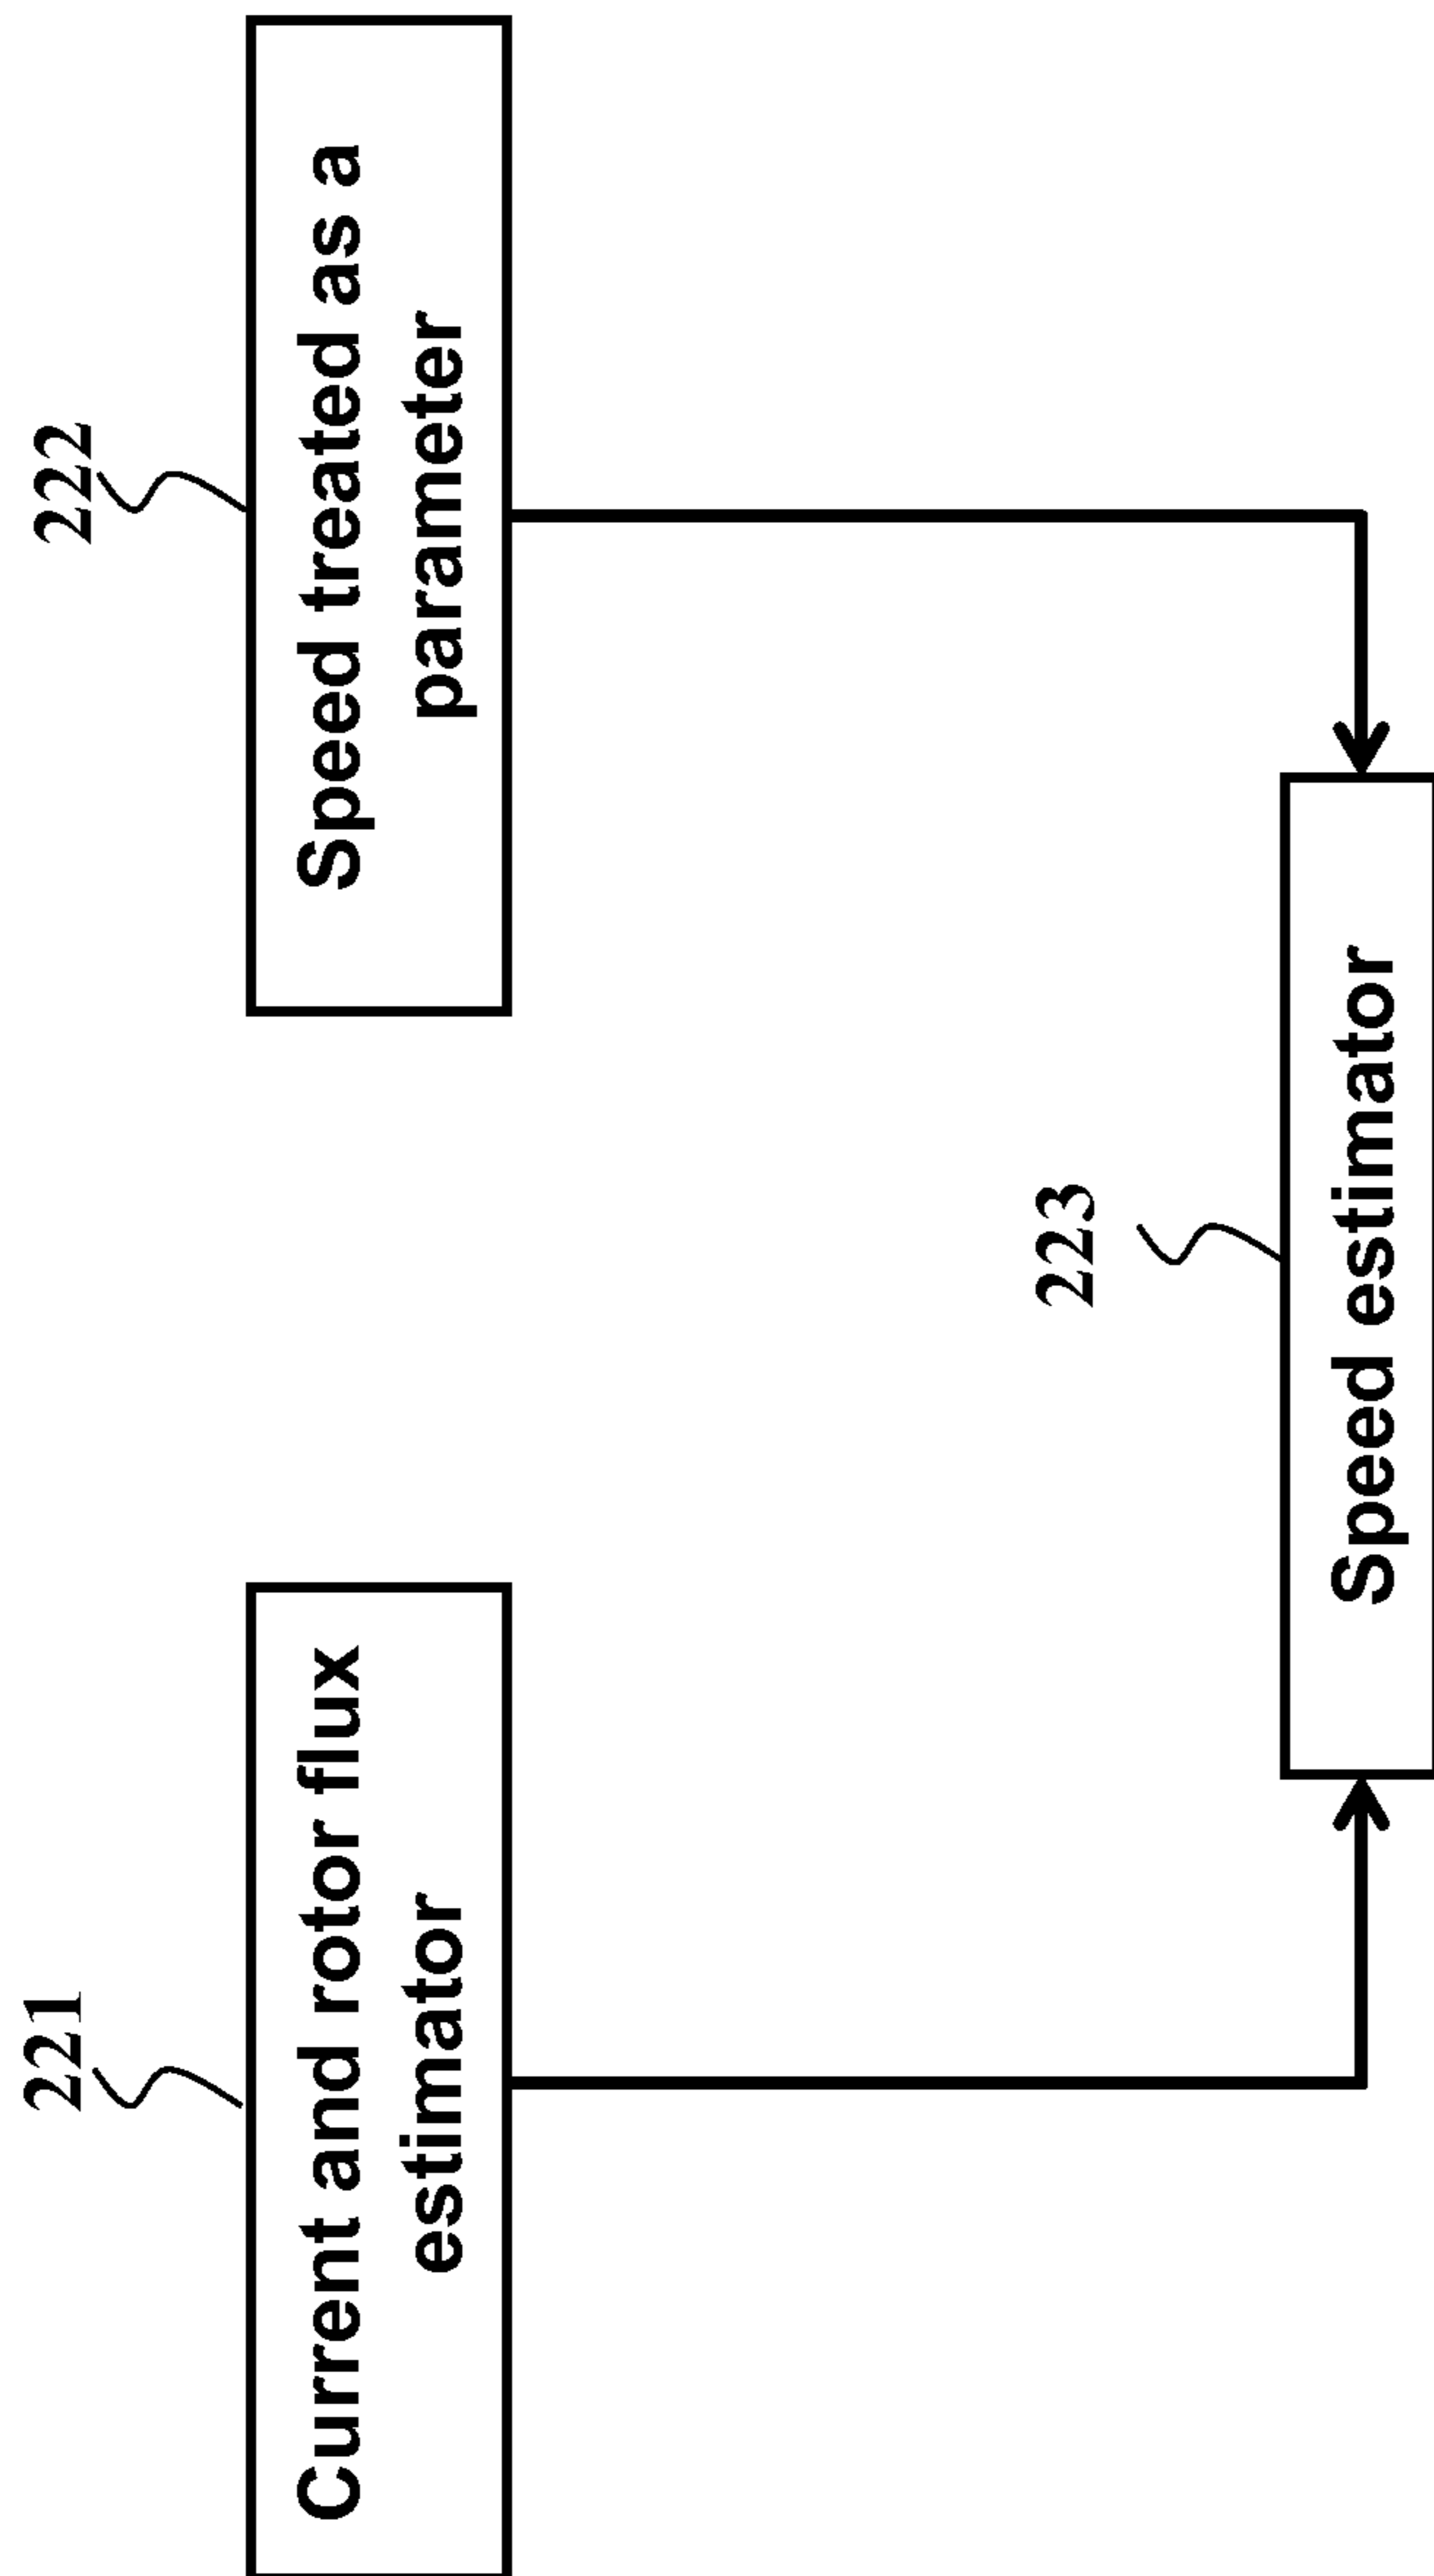 221
Current and rotor flux
estimator
222
Speed treated as a
parameter
223
Speed estimator